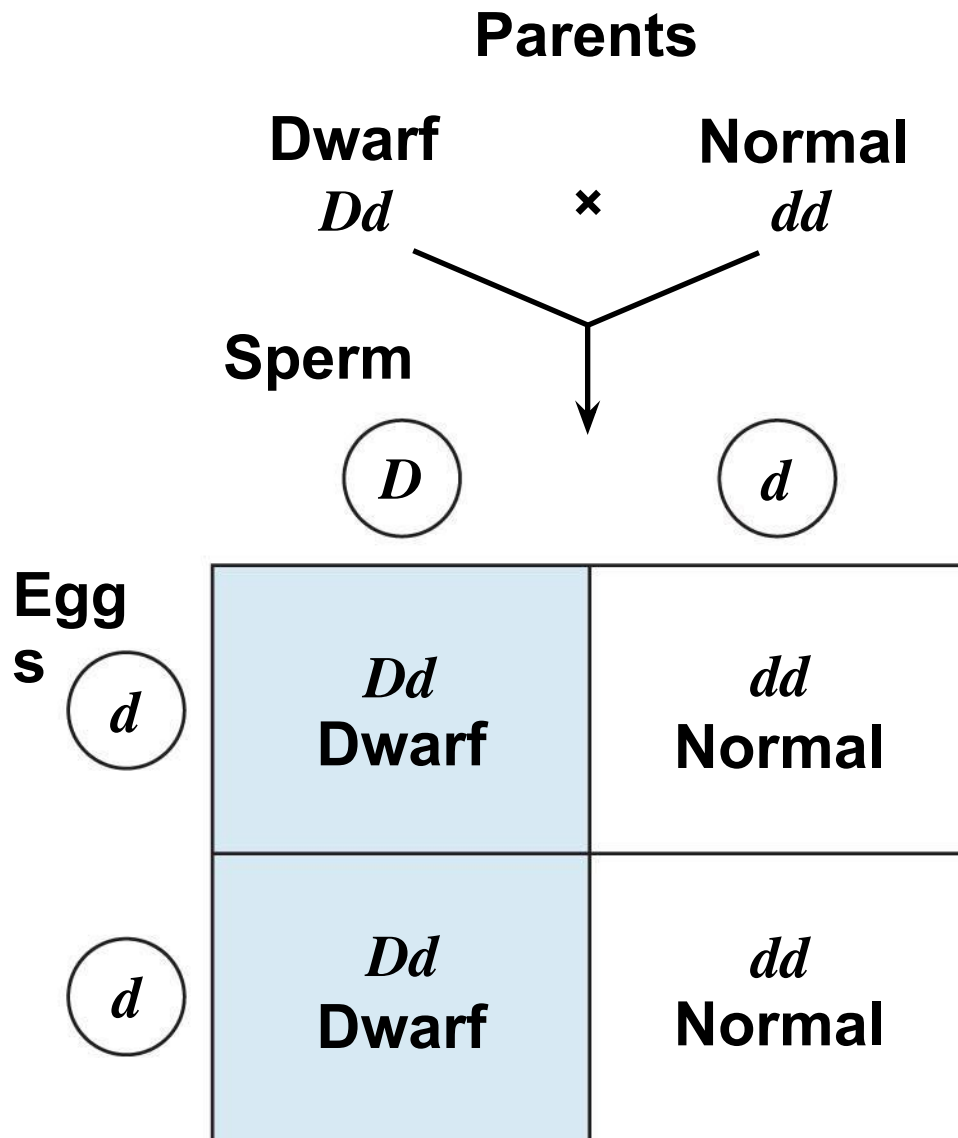 Parents
Dwarf Normal
Dd × dd
Sperm
D d
Egg
s
d
Dd dd
Dwarf Normal
d
Dd dd
Dwarf Normal